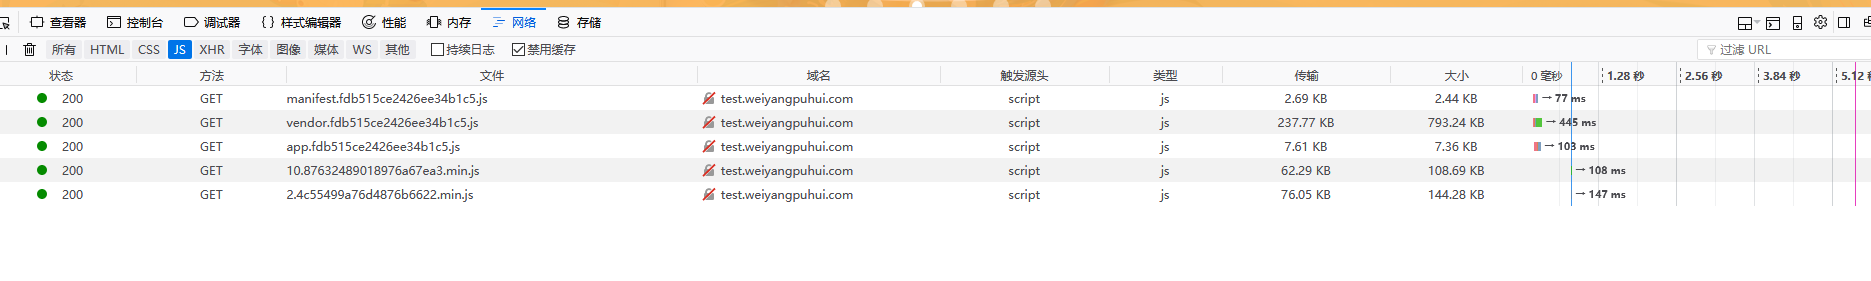 查看器 控制台 调试器 {} 样式编辑器 性能 内存 网络 存储
所有 HTML CSS JS XHR 字体 图像 媒体 WS 其他 持续日志 禁用缓存 过滤 URL
状态 方法 文件 域名 触发源头 类型 传输 大小 0 毫秒 1.28 秒 2.56 秒 3.84 秒 5.12
200 GET manifest.fdb515ce2426ee34b1c5.js test.weiyangpuhui.com script js 2.69 KB 2.44 KB → 77 ms
200 GET vendor.fdb515ce2426ee34b1c5.js test.weiyangpuhui.com script js 237.77 KB 793.24 KB → 445 ms
200 GET app.fdb515ce2426ee34b1c5.js test.weiyangpuhui.com script js 7.61 KB 7.36 KB → 103 ms
200 GET 10.87632489018976a67ea3.min.js test.weiyangpuhui.com script js 62.29 KB 108.69 KB → 108 ms
200 GET 2.4c55499a76d4876b6622.min.js test.weiyangpuhui.com script js 76.05 KB 144.28 KB → 147 ms